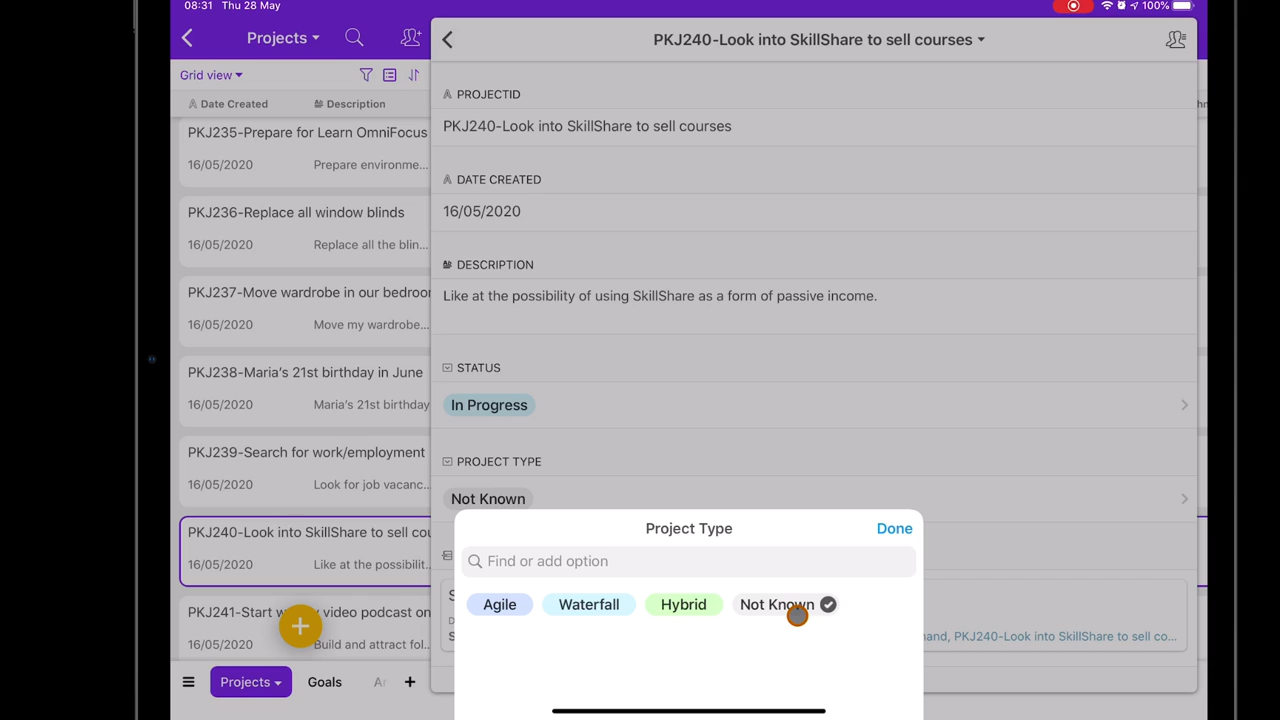 08:31 Thu 28 May
100%
Projects
Grid view
Date Created Description
PKJ235-Prepare for Learn OmniFocus
16/05/2020 Prepare environme...
PKJ236-Replace all window blinds
16/05/2020 Replace all the blin...
PKJ237-Move wardrobe in our bedroor
16/05/2020 Move my wardrobe...
PKJ238-Maria's 21st birthday in June
16/05/2020 Maria's 21st birthday
PKJ239-Search for work/employment
16/05/2020 Look for job vacanc...
PKJ240-Look into SkillShare to sell cou
16/05/2020 Like at the possibilit...
PKJ241-Start video podcast on
16/05/2020 Build and attract fol...
Projects Goals
PKJ240-Look into SkillShare to sell courses
PROJECTID
PKJ240-Look into SkillShare to sell courses
DATE CREATED
16/05/2020
DESCRIPTION
Like at the possibility of using SkillShare as a form of passive income.
STATUS
In Progress
PROJECT TYPE
Not Known
Project Type Done
Find or add option
Agile Waterfall Hybrid Not Known
hand, PKJ240-Look into SkillShare to sell co...